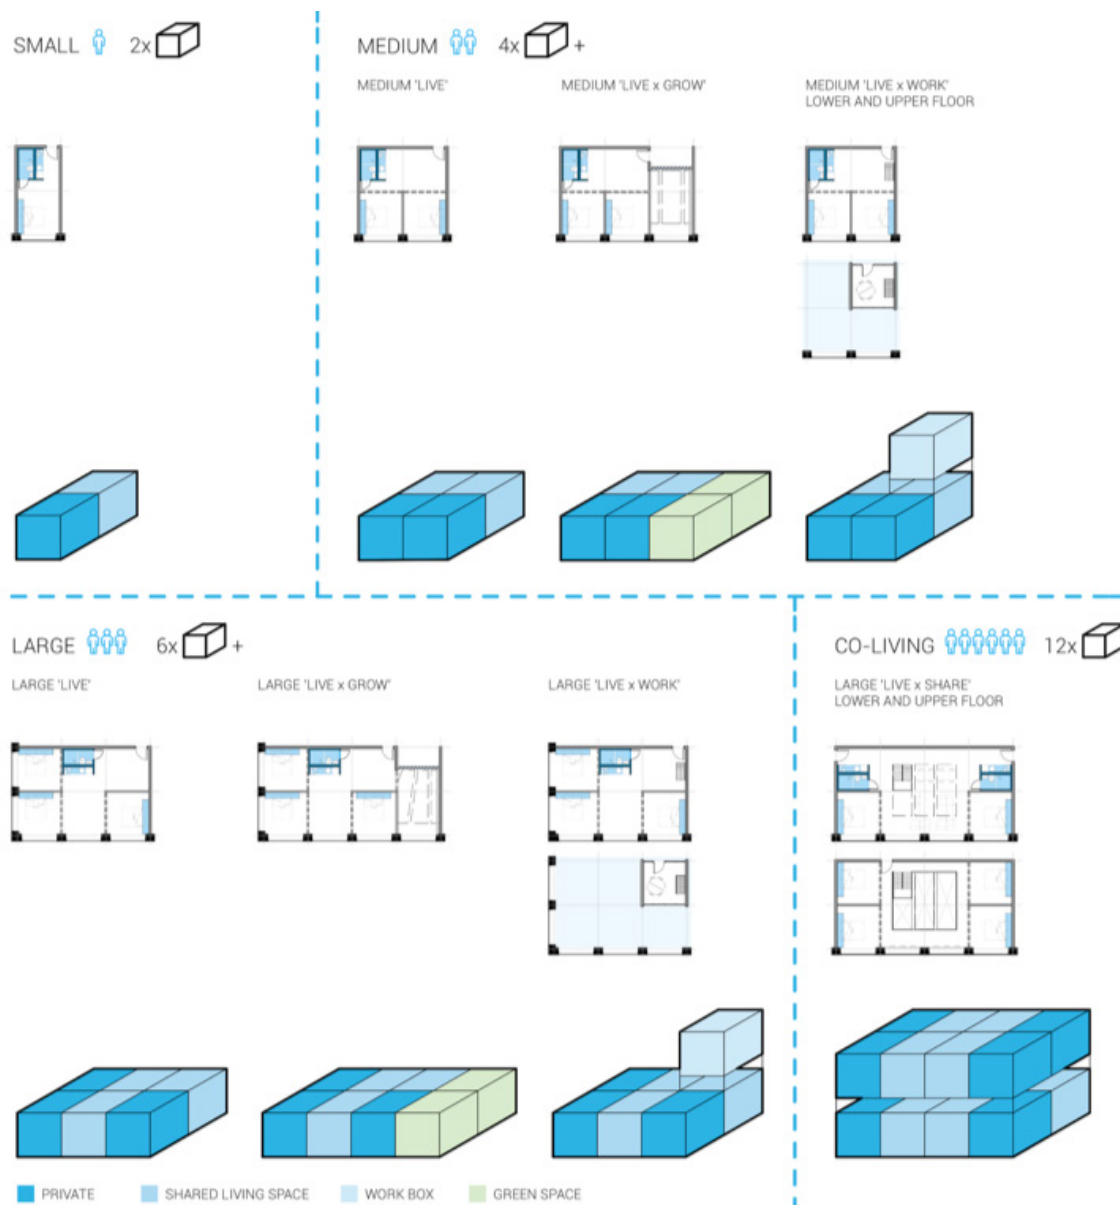 SMALL 2x
MEDIUM 4x +
MEDIUM 'LIVE'
MEDIUM 'LIVE x GROW'
MEDIUM 'LIVE x WORK'
LOWER AND UPPER FLOOR
LARGE 6x +
LARGE 'LIVE'
LARGE 'LIVE x GROW'
LARGE 'LIVE x WORK'
CO-LIVING 12x
LARGE 'LIVE x SHARE'
LOWER AND UPPER FLOOR
PRIVATE
SHARED LIVING SPACE
WORK BOX
GREEN SPACE